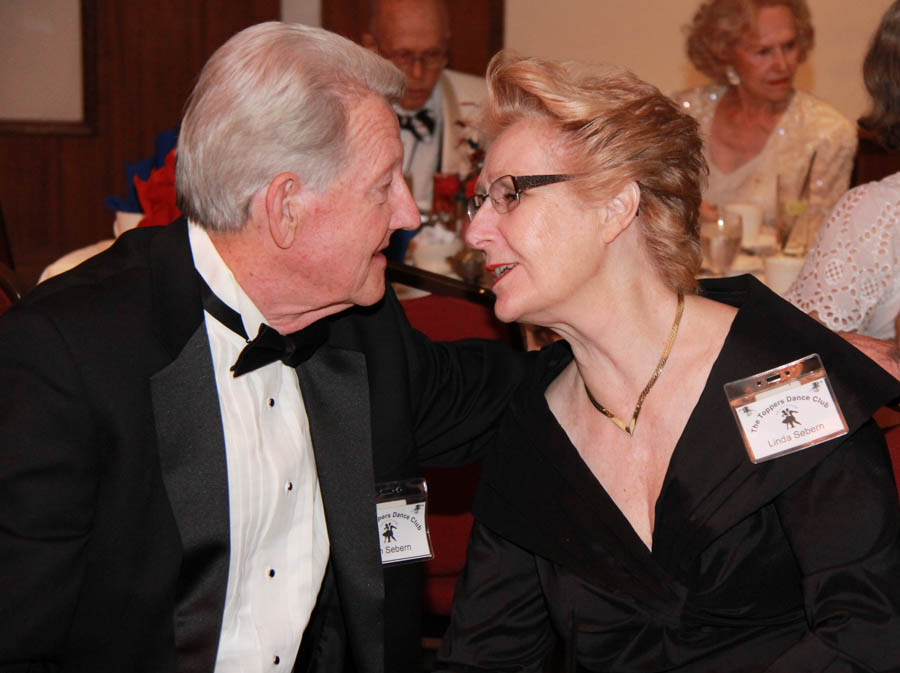 The Toppers Dance Club
Linda Sebern
ppers Dance Club
n Sebern